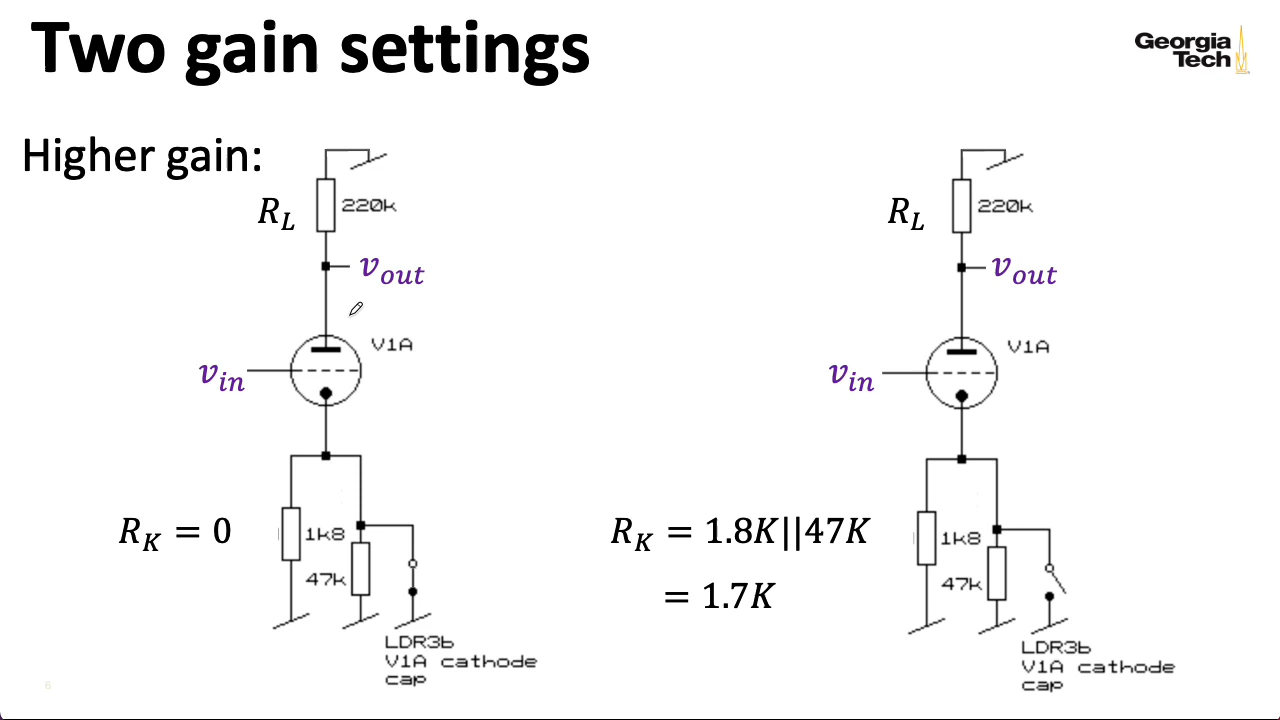 Two gain settings
Georgia
Tech
Higher gain:
R_L
220k
v_out
V1A
v_in
R_K = 0
1k8
47k
LDR3b
V1A cathode
cap
R_L
220k
v_out
V1A
v_in
R_K = 1.8K||47K
= 1.7K
1k8
47k
LDR3b
V1A cathode
cap
6